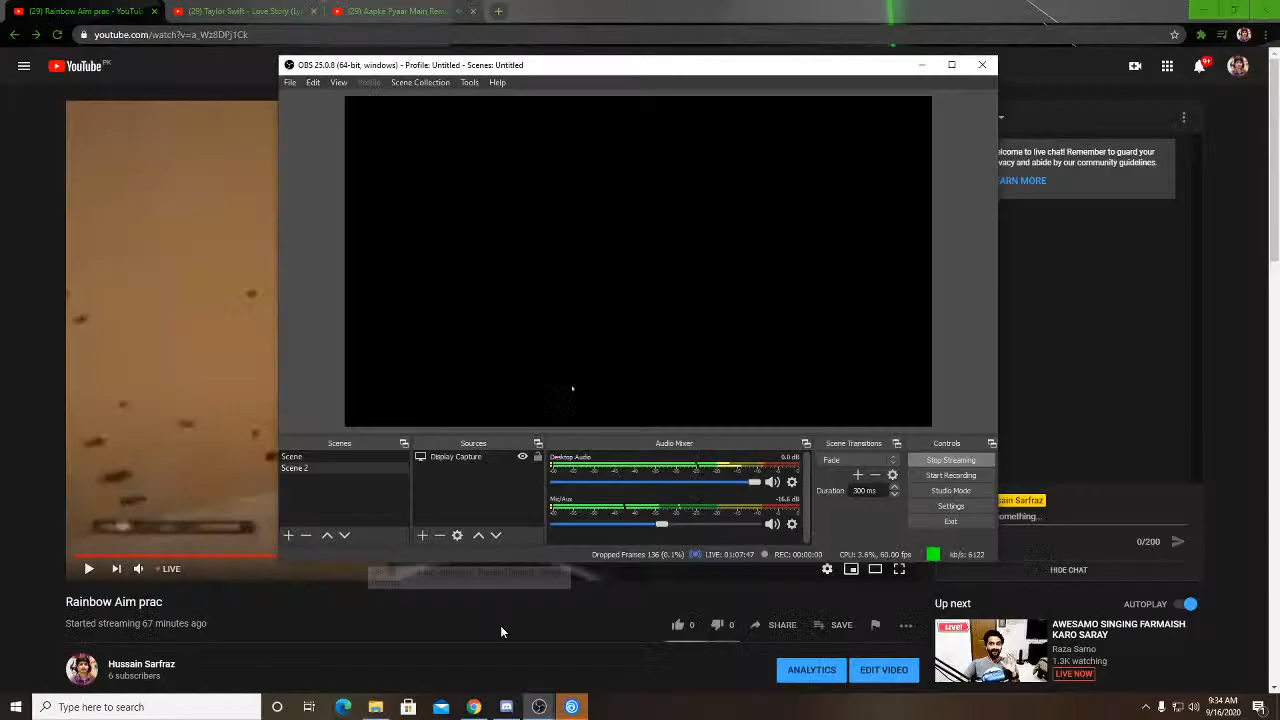 (29) Rainbow Aim prac - YouTub
(29) Taylor Swift - Love Story (Lyr
(29) Aapke Pyaar Main Rem
youtube.com/watch?v=a_Wz8DPJ1Ck
YouTube PK
9+
OBS 25.0.8 (64-bit, windows) - Profile: Untitled - Scenes: Untitled
File Edit View Profile Scene Collection Tools Help
elcome to live chat! Remember to guard your
vacy and abide by our community guidelines.
EARN MORE
Scenes
Scene
Scene 2
Sources
Display Capture
Audio Mixer
Desktop Audio 0.0 dB
Mic/Aux -16.6 dB
Scene Transitions
Fade
Duration 300 ms
Controls
Stop Streaming
Start Recording
Studio Mode
Settings
Exit
Dropped Frames 136 (0.1%) LIVE: 01:07:47 REC: 00:00:00 CPU: 3.6%, 60.00 fps kb/s: 6122
sain Sarfraz
omething...
0/200
HIDE CHAT
LIVE
Rainbow Aim prac
Started streaming 67 minutes ago
0 0 SHARE SAVE
Hussain Sarfraz
6 subscribers
ANALYTICS EDIT VIDEO
Up next AUTOPLAY
LIVE!
AWESAMO SINGING FARMAISH
KARO SARAY
Raza Samo
1.3K watching
LIVE NOW
Type here to search
9:34 AM
9/16/2020